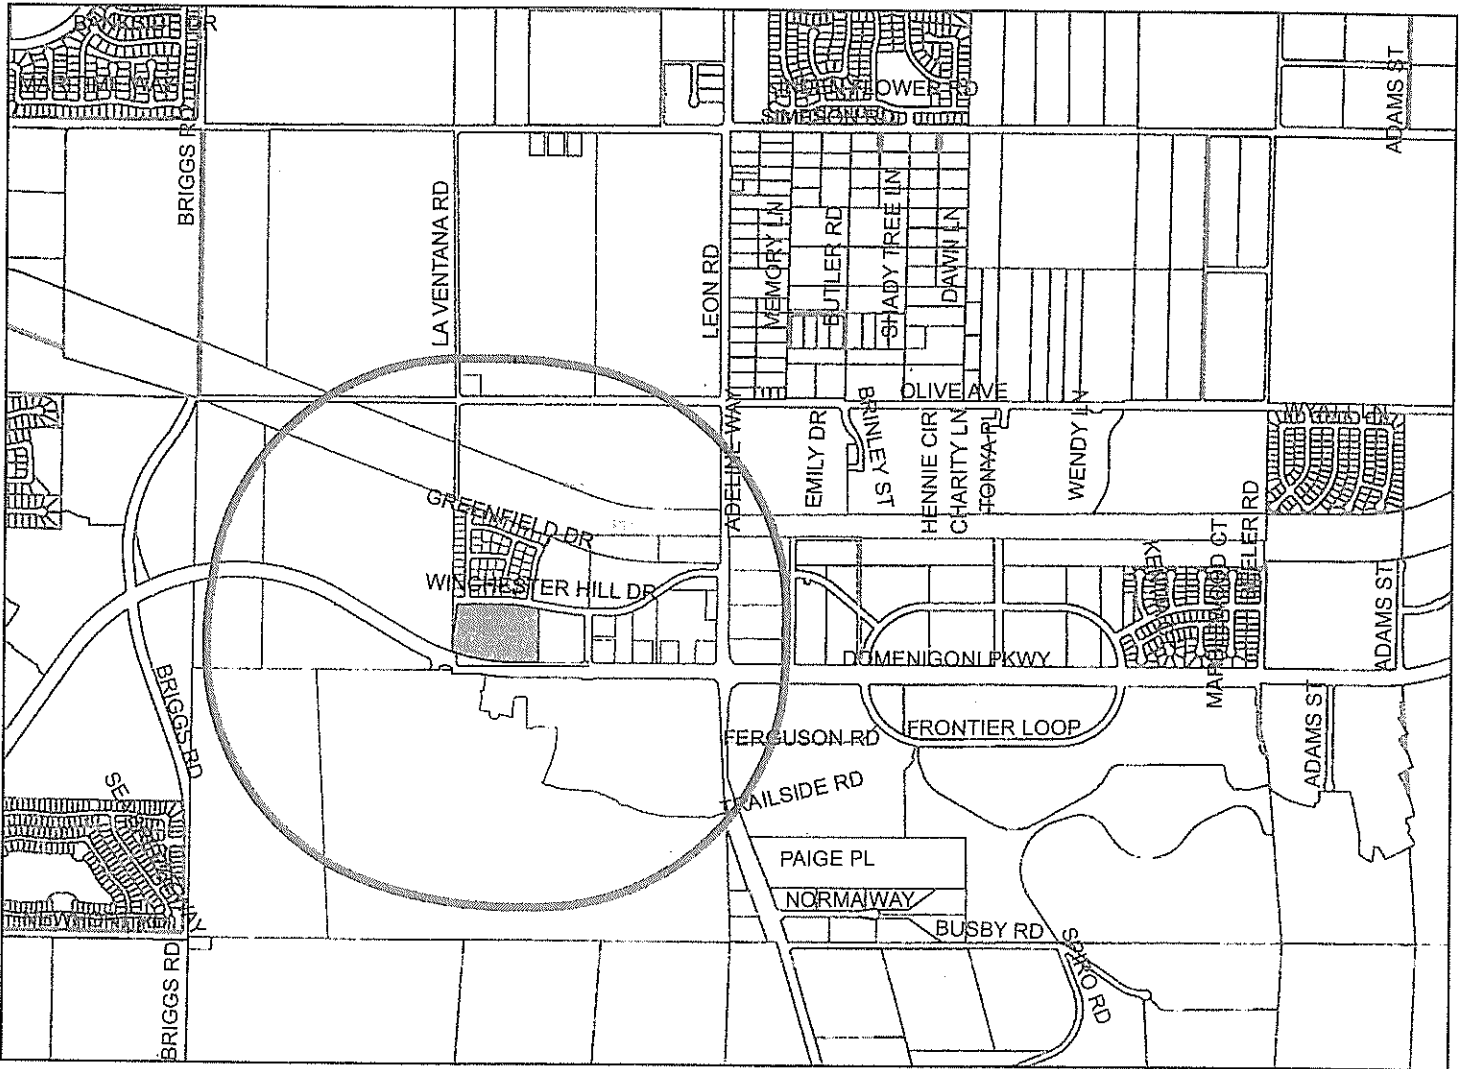 BANKSIDE DR
ADAMS ST
SIMPSON RD
BRIGGS RD
LA VENTANA RD
LEON RD
MEMORY LN
BUTLER RD
SHADY TREE LN
DAWN LN
OLIVE AVE
ADELINE WAY
EMILY DR
BRINLEY ST
HENNIE CIR
CHARITY LN
TONYA PL
WENDY LN
GREENFIELD DR
WINCHESTER HILL DR
DOMENIGONI PKWY
ADAMS ST
BRIGGS RD
FERGUSON RD
FRONTIER LOOP
ADAMS ST
TRAILSIDE RD
PAIGE PL
NORMA WAY
BUSBY RD
SPIRO RD
BRIGGS RD